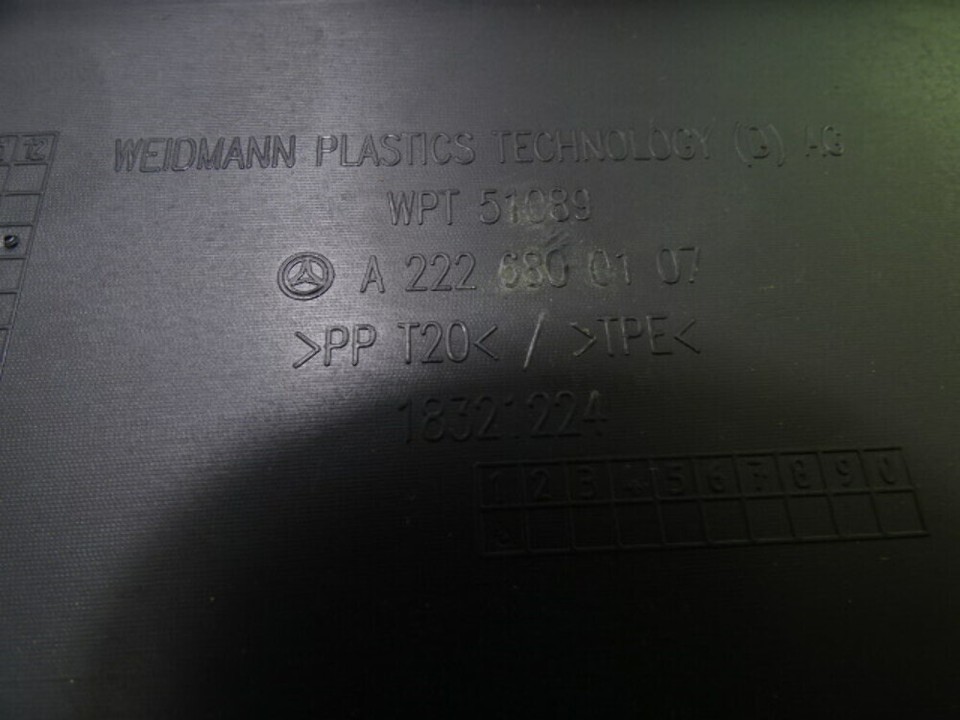 WEIDMANN PLASTICS TECHNOLOGY (D) AG
WPT 51089
A 222 680 01 07
>PP T20< / >TPE<
18321224
1 2 3 4 5 6 7 8 9 0
12